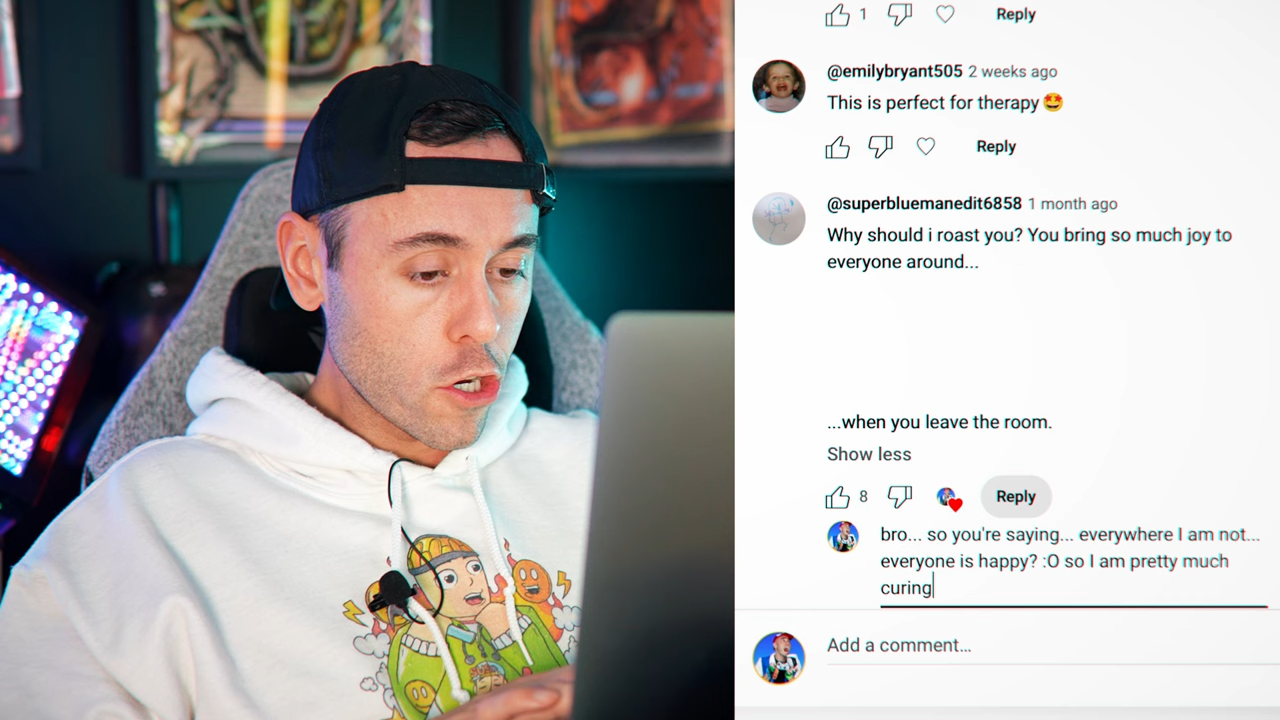 1 Reply
@emilybryant505 2 weeks ago
This is perfect for therapy🤩
Reply
@superbluemanedit6858 1 month ago
Why should i roast you? You bring so much joy to
everyone around...
...when you leave the room.
Show less
8 Reply
bro... so you're saying... everywhere I am not...
everyone is happy? :O so I am pretty much
curing
Add a comment...